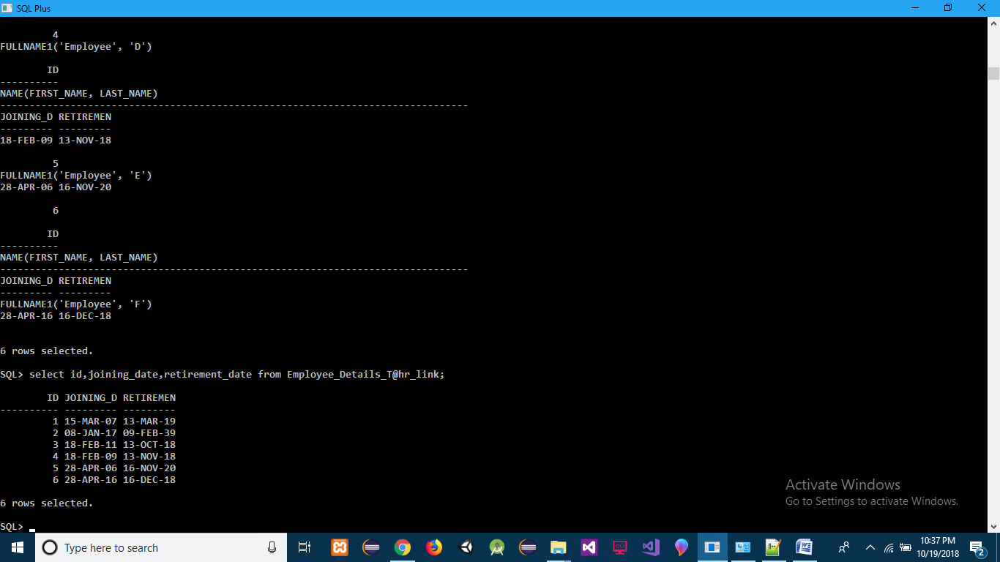 SQL Plus
4
FULLNAME1('Employee', 'D')
ID
----------
NAME(FIRST_NAME, LAST_NAME)
--------------------------------------------------------------------------------
JOINING_D RETIREMEN
--------- ---------
18-FEB-09 13-NOV-18
5
FULLNAME1('Employee', 'E')
28-APR-06 16-NOV-20
6
ID
----------
NAME(FIRST_NAME, LAST_NAME)
--------------------------------------------------------------------------------
JOINING_D RETIREMEN
--------- ---------
FULLNAME1('Employee', 'F')
28-APR-16 16-DEC-18
6 rows selected.
SQL> select id,joining_date,retirement_date from Employee_Details_T@hr_link;
ID JOINING_D RETIREMEN
---------- --------- ---------
1 15-MAR-07 13-MAR-19
2 08-JAN-17 09-FEB-39
3 18-FEB-11 13-OCT-18
4 18-FEB-09 13-NOV-18
5 28-APR-06 16-NOV-20
6 28-APR-16 16-DEC-18
6 rows selected.
SQL>
Activate Windows
Go to Settings to activate Windows.
Type here to search
10:37 PM
10/19/2018
2